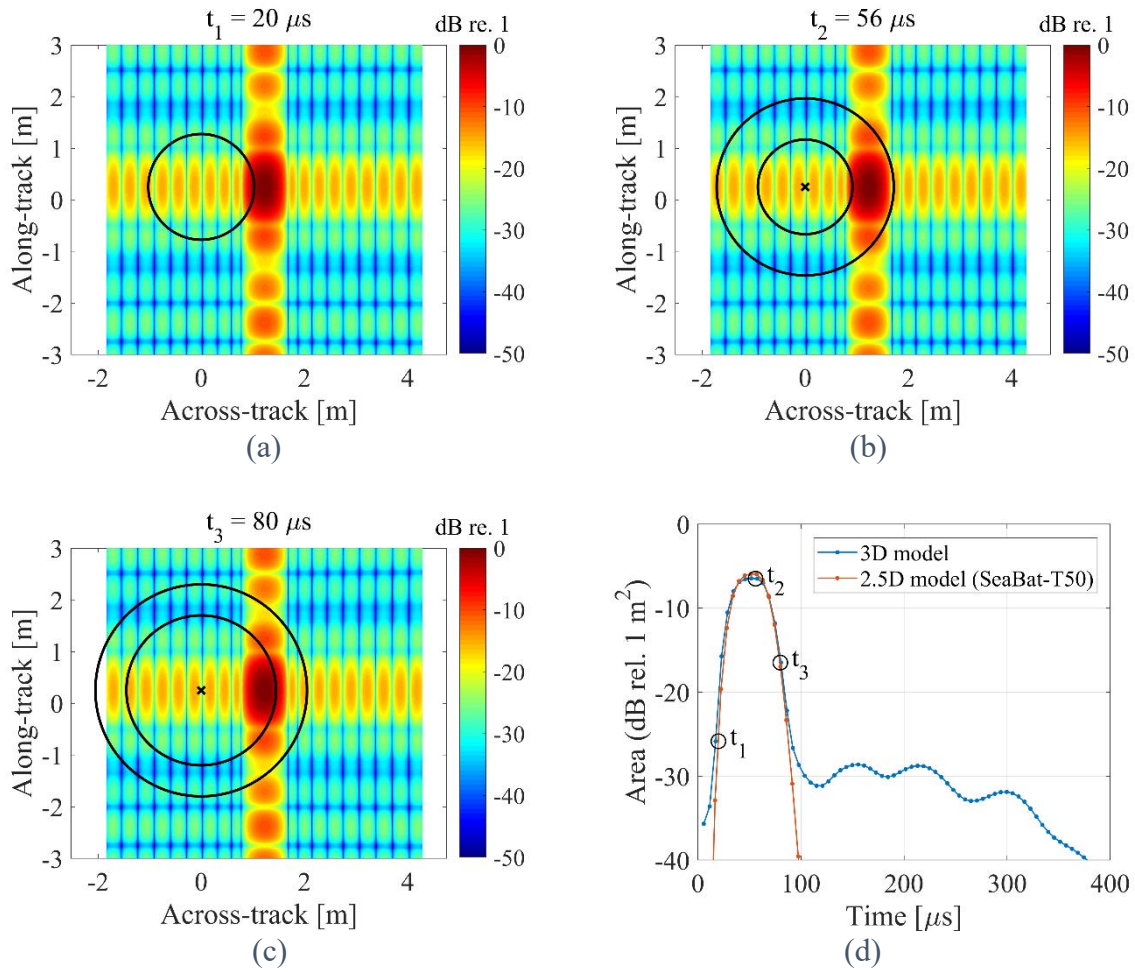 t1 = 20 μs
dB re. 1
3
2
1
0
-1
-2
-3
Along-track [m]
-2
0
2
4
Across-track [m]
0
-10
-20
-30
-40
-50
(a)
t2 = 56 μs
dB re. 1
3
2
1
0
-1
-2
-3
Along-track [m]
-2
0
2
4
Across-track [m]
0
-10
-20
-30
-40
-50
(b)
t3 = 80 μs
dB re. 1
3
2
1
0
-1
-2
-3
Along-track [m]
-2
0
2
4
Across-track [m]
0
-10
-20
-30
-40
-50
(c)
3D model
2.5D model (SeaBat-T50)
t1
t2
t3
0
-10
-20
-30
-40
Area (dB rel. 1 m²)
0
100
200
300
400
Time [μs]
(d)